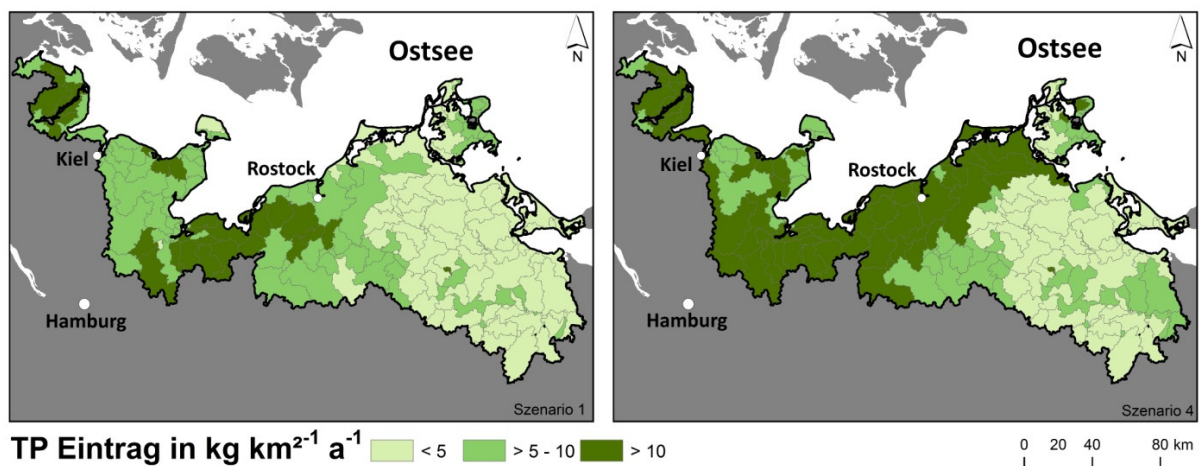 Ostsee
N
Kiel
Rostock
Hamburg
Szenario 1
Ostsee
N
Kiel
Rostock
Hamburg
Szenario 4
TP Eintrag in kg km²⁻¹ a⁻¹ < 5 > 5 - 10 > 10
0 20 40 80 km